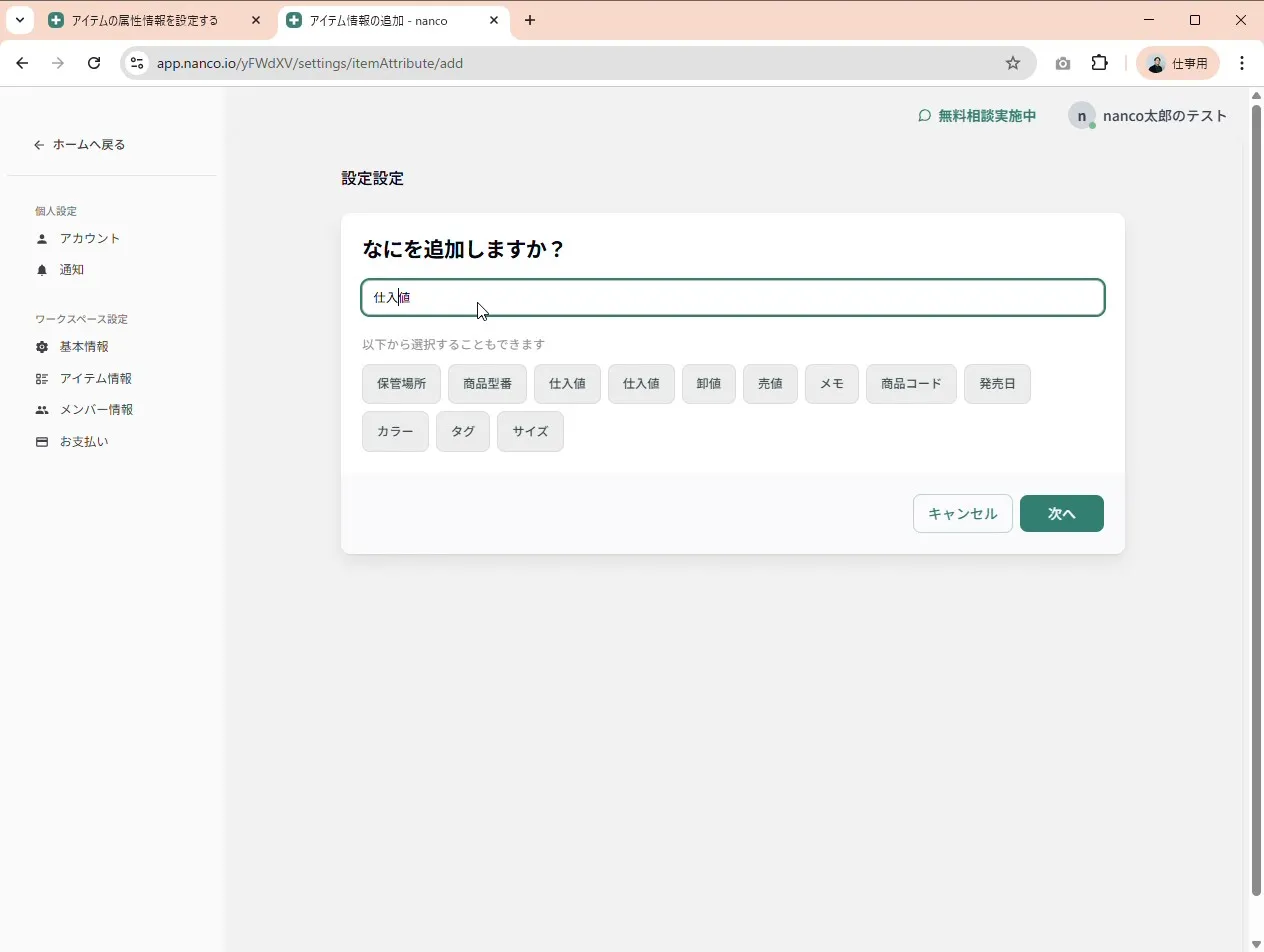 アイテムの属性情報を設定する
アイテム情報の追加 - nanco
app.nanco.io/yFWdXV/settings/itemAttribute/add
仕事用
ホームへ戻る
無料相談実施中
n
nanco太郎のテスト
設定設定
個人設定
アカウント
通知
ワークスペース設定
基本情報
アイテム情報
メンバー情報
お支払い
なにを追加しますか？
仕入値
以下から選択することもできます
保管場所 商品型番 仕入値 仕入値 卸値 売値 メモ 商品コード 発売日
カラー タグ サイズ
キャンセル 次へ